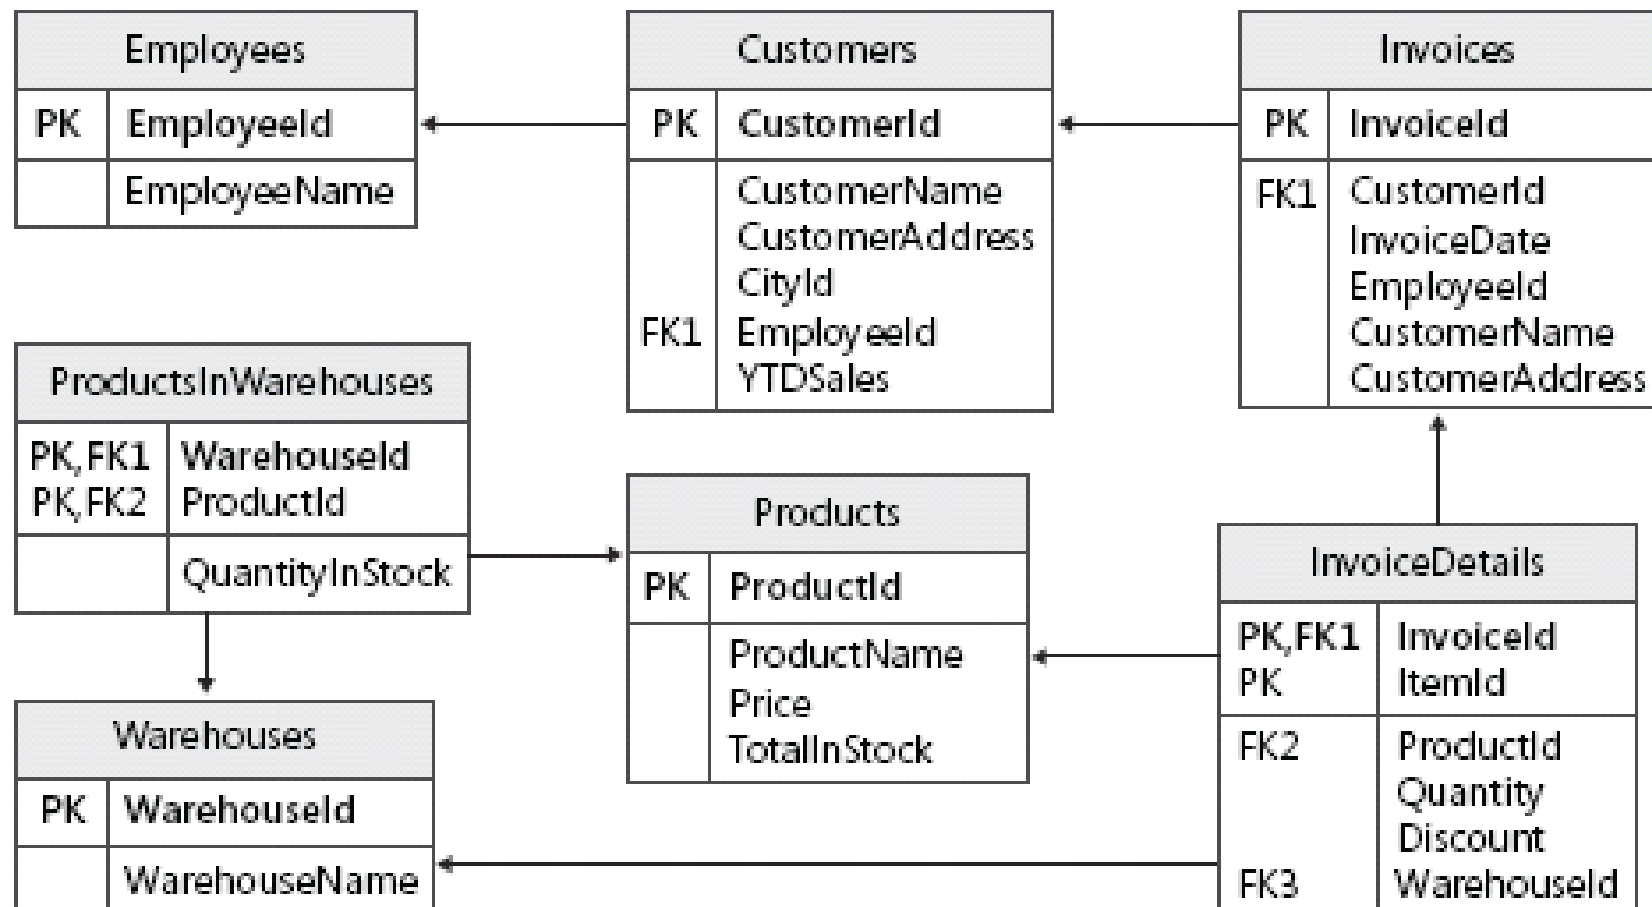 Employees
PK EmployeeId
EmployeeName
Customers
PK CustomerId
CustomerName
CustomerAddress
CityId
FK1 EmployeeId
YTDSales
Invoices
PK InvoiceId
FK1 CustomerId
InvoiceDate
EmployeeId
CustomerName
CustomerAddress
ProductsInWarehouses
PK,FK1 WarehouseId
PK,FK2 ProductId
QuantityInStock
Products
PK ProductId
ProductName
Price
TotalInStock
InvoiceDetails
PK,FK1 InvoiceId
PK ItemId
FK2 ProductId
Quantity
Discount
FK3 WarehouseId
Warehouses
PK WarehouseId
WarehouseName